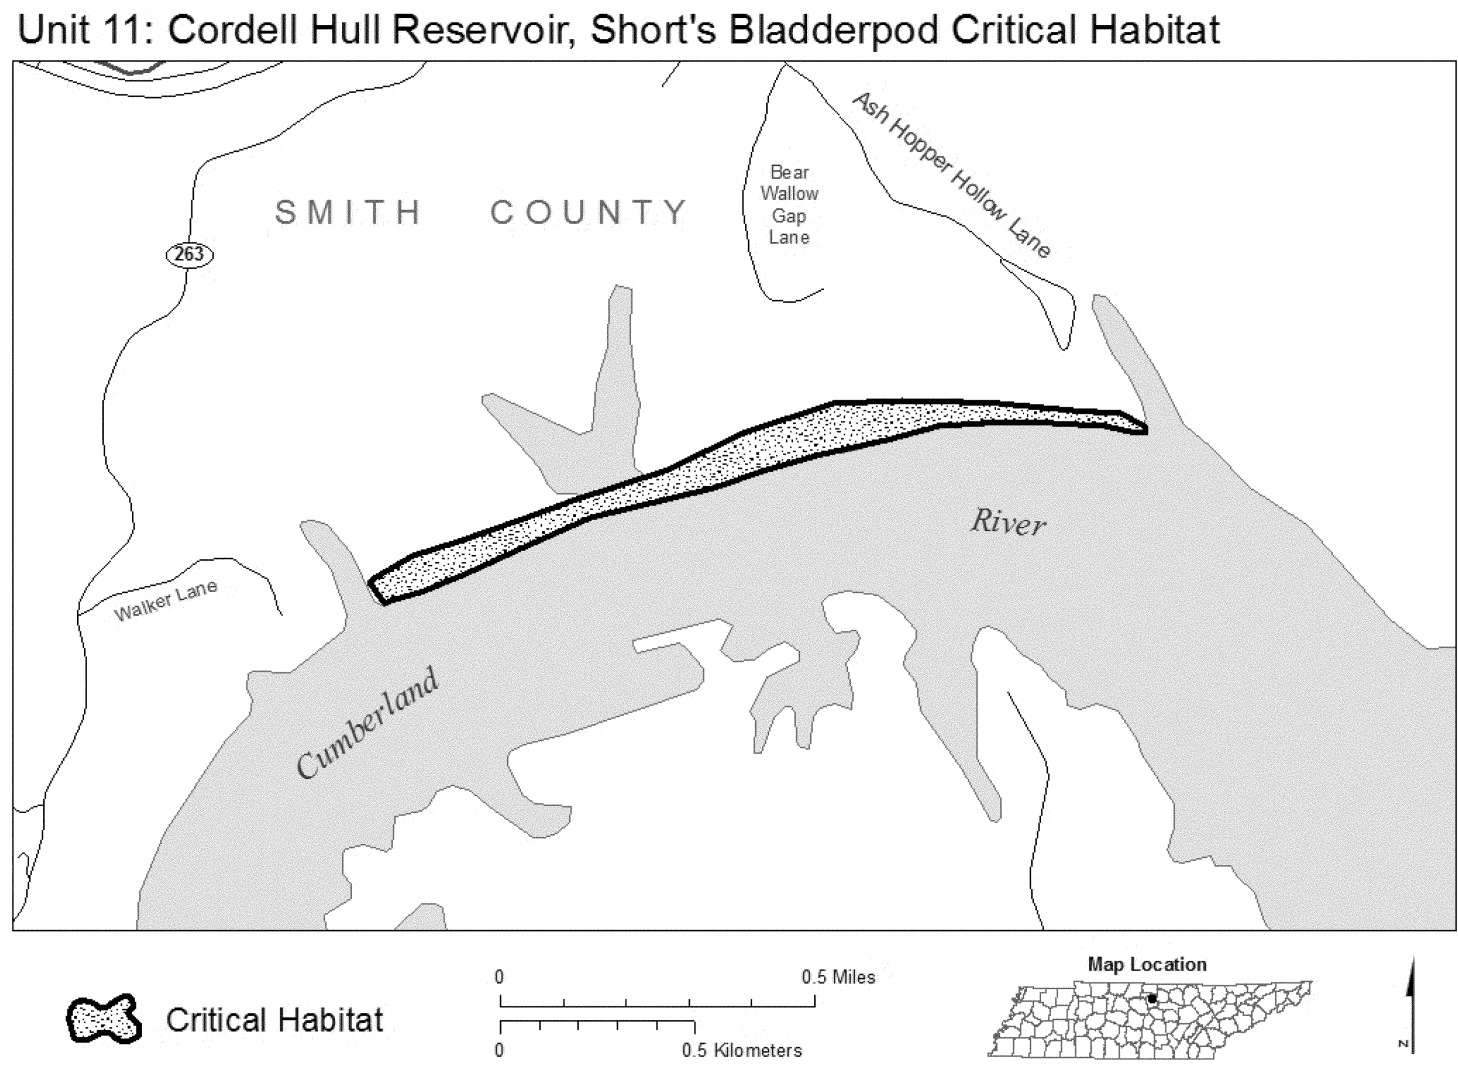 Unit 11: Cordell Hull Reservoir, Short's Bladderpod Critical Habitat
Ash Hopper Hollow Lane
Bear
Wallow
Gap
Lane
SMITH COUNTY
263
River
Walker Lane
Cumberland
Critical Habitat
0 0.5 Miles
0 0.5 Kilometers
Map Location
N